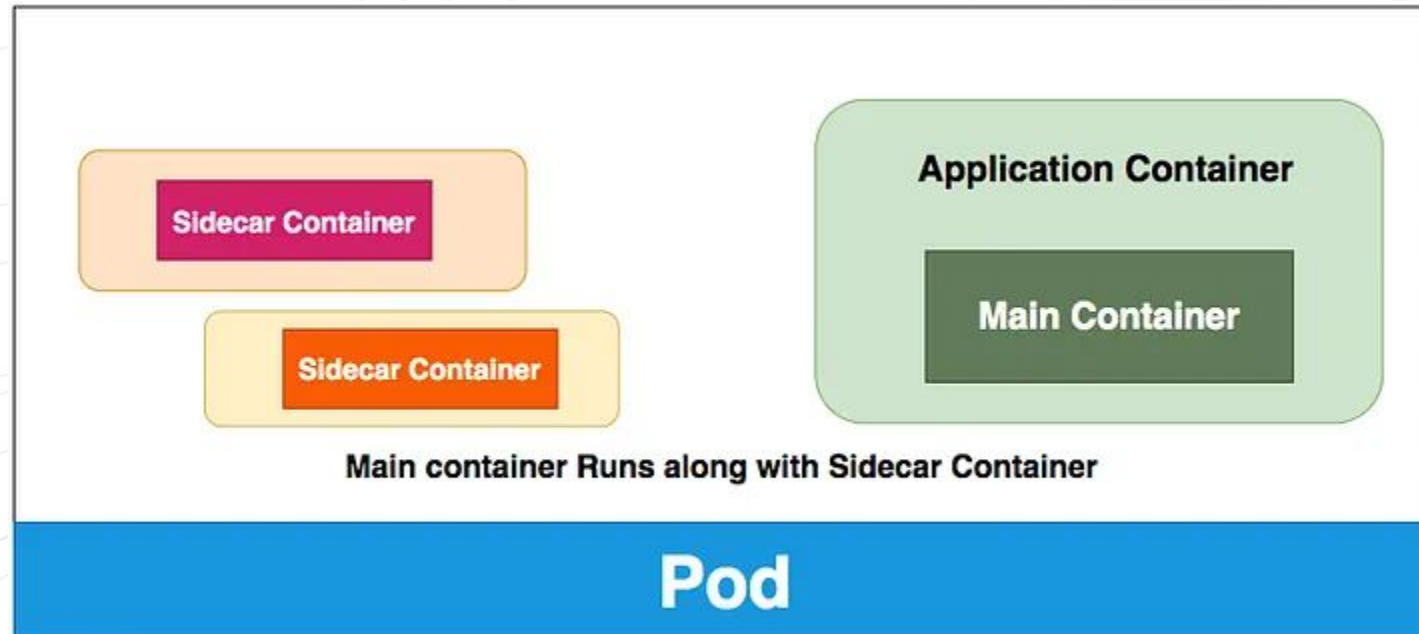 Sidecar Container
Application Container
Main Container
Sidecar Container
Main container Runs along with Sidecar Container
Pod